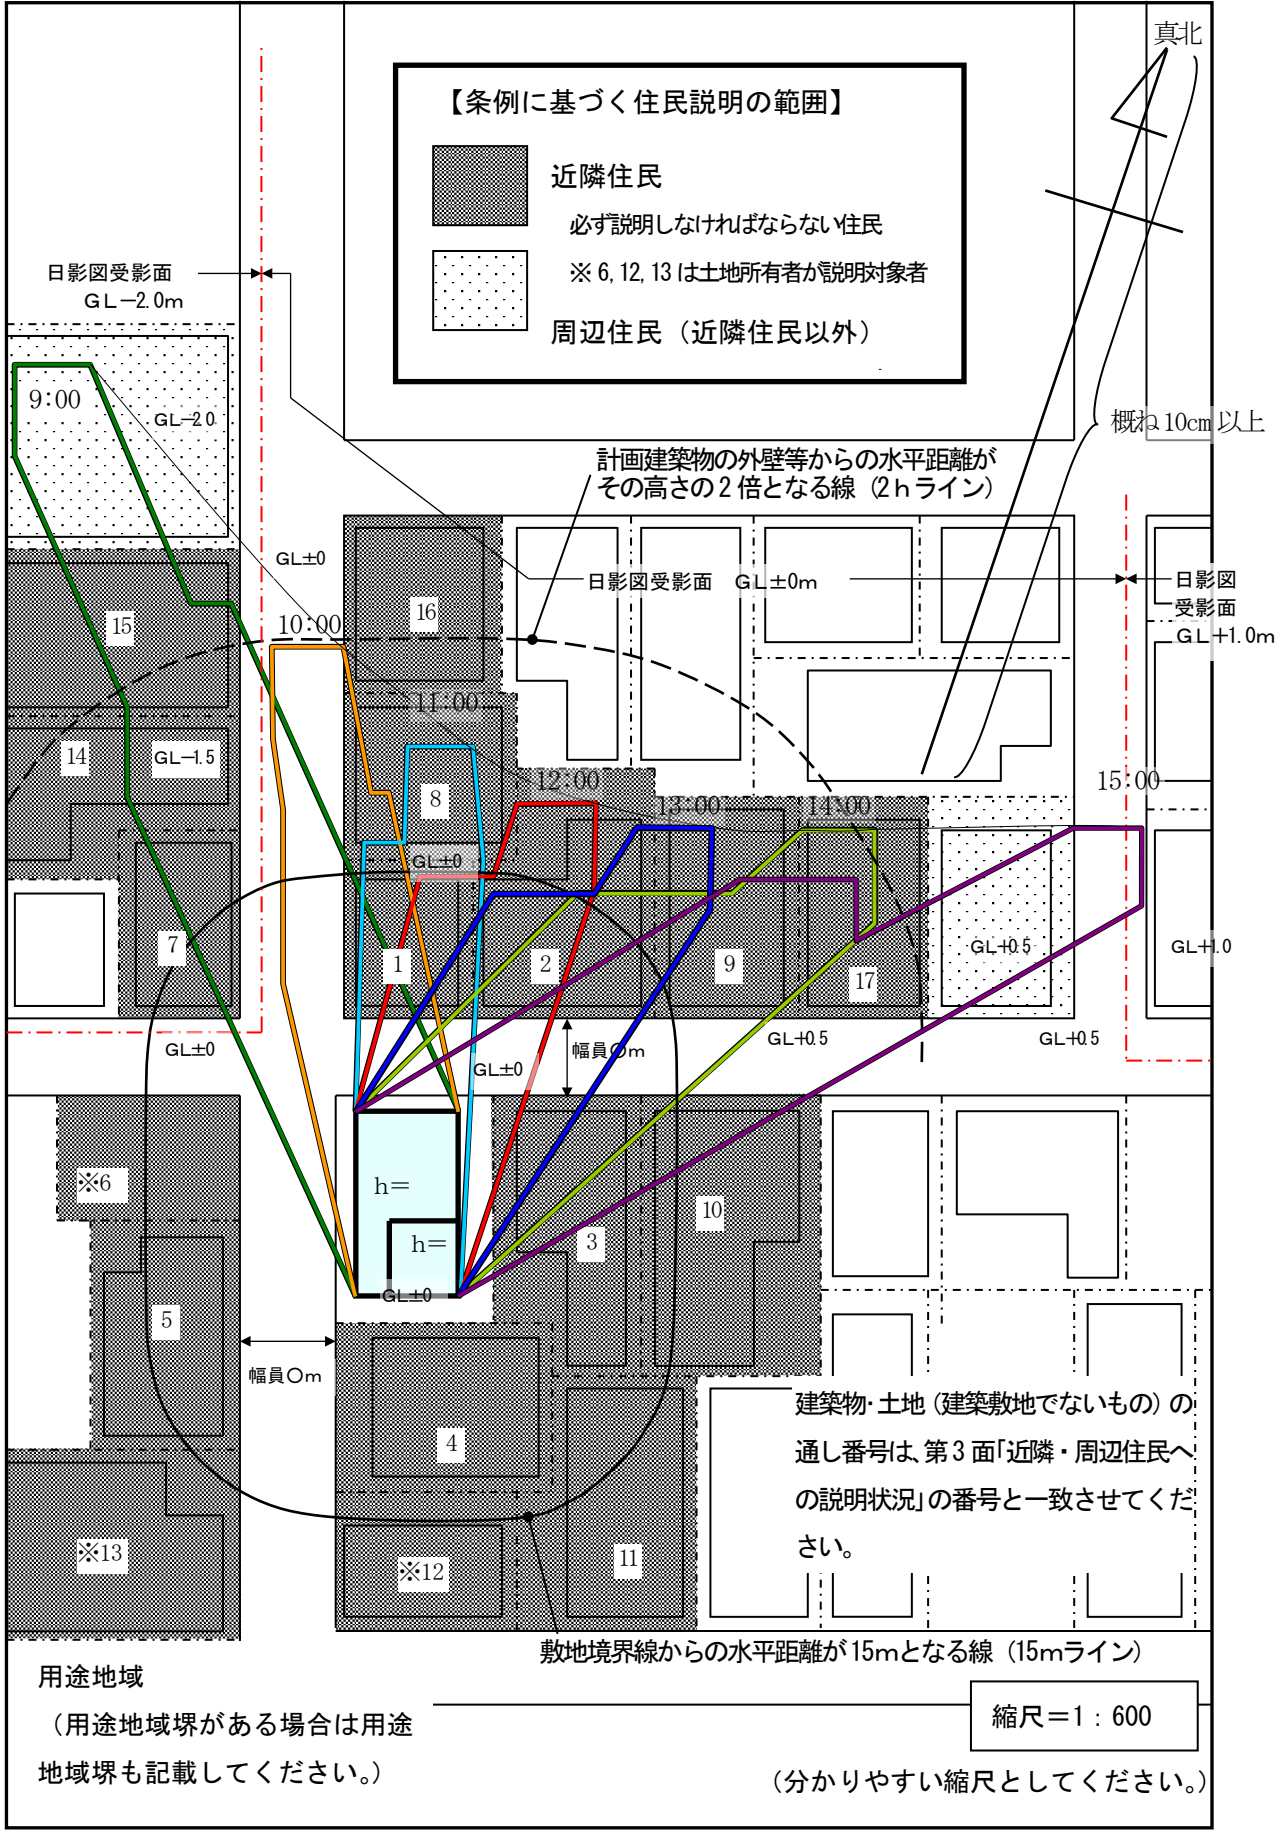 真北
【条例に基づく住民説明の範囲】
近隣住民
必ず説明しなければならない住民
※ 6, 12, 13 は土地所有者が説明対象者
周辺住民（近隣住民以外）
日影図受影面
GL－2.0m
9:00
GL－2.0
概ね 10cm 以上
計画建築物の外壁等からの水平距離が
その高さの 2 倍となる線（2ｈライン）
GL±0
日影図受影面　GL±0m
日影図
受影面
GL＋1.0m
15
10:00
16
11:00
14
GL－1.5
12:00
15:00
8
13:00
14:00
GL±0
7
1
2
9
17
GL＋0.5
GL＋1.0
GL±0
幅員〇m
GL＋0.5
GL＋0.5
GL±0
※6
h＝
10
h＝
3
GL±0
5
幅員〇m
4
建築物・土地（建築敷地でないもの）の
通し番号は、第 3 面「近隣・周辺住民へ
の説明状況」の番号と一致させてくだ
さい。
※13
※12
11
敷地境界線からの水平距離が 15mとなる線（15mライン）
用途地域
（用途地域堺がある場合は用途
地域堺も記載してください。）
縮尺＝1：600
（分かりやすい縮尺としてください。）